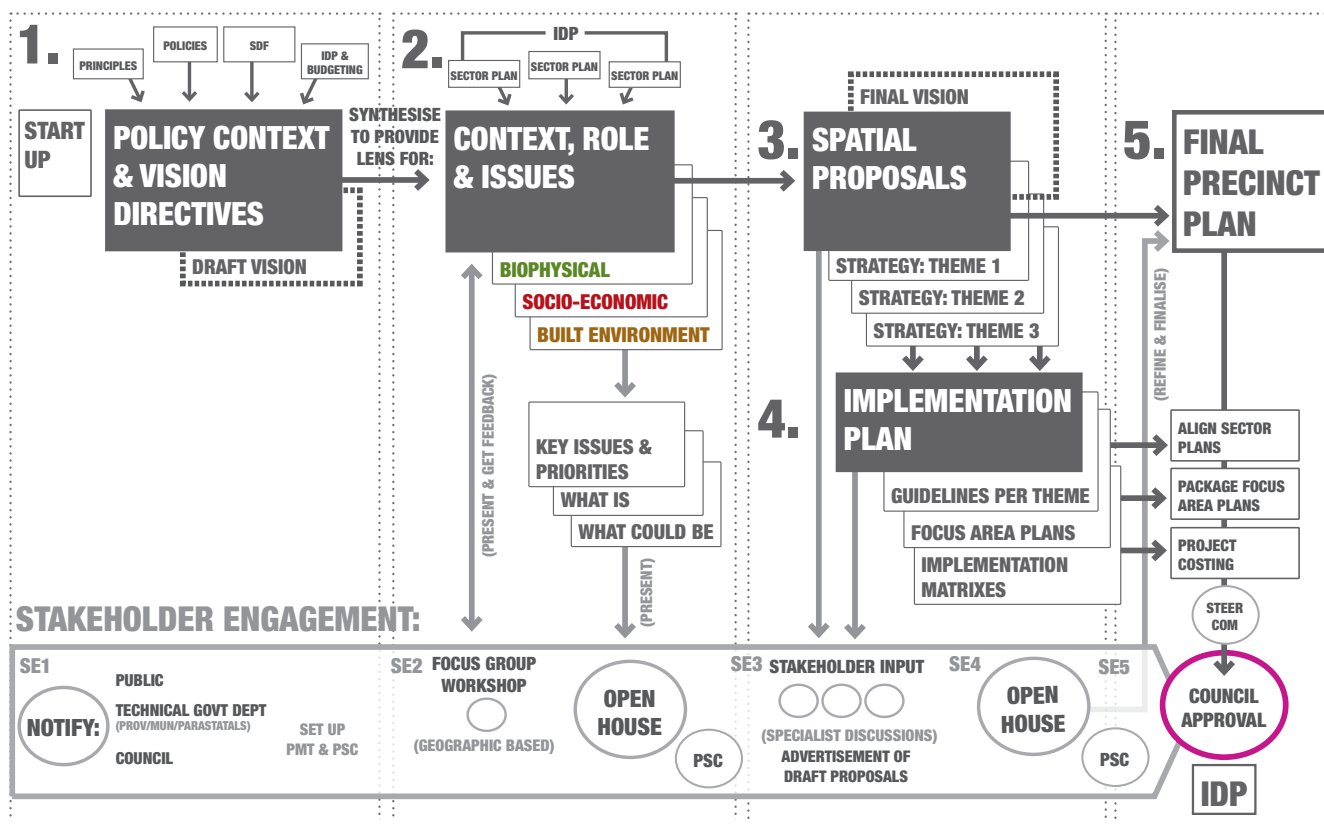 1.
PRINCIPLES
POLICIES
SDF
IDP &
BUDGETING
START
UP
POLICY CONTEXT
& VISION
DIRECTIVES
DRAFT VISION
SYNTHESISE
TO PROVIDE
LENS FOR:
2.
IDP
SECTOR PLAN
SECTOR PLAN
SECTOR PLAN
CONTEXT, ROLE
& ISSUES
BIOPHYSICAL
SOCIO-ECONOMIC
BUILT ENVIRONMENT
KEY ISSUES &
PRIORITIES
WHAT IS
WHAT COULD BE
(PRESENT & GET FEEDBACK)
(PRESENT)
3.
FINAL VISION
SPATIAL
PROPOSALS
STRATEGY: THEME 1
STRATEGY: THEME 2
STRATEGY: THEME 3
4.
IMPLEMENTATION
PLAN
GUIDELINES PER THEME
FOCUS AREA PLANS
IMPLEMENTATION
MATRIXES
5.
FINAL
PRECINCT
PLAN
(REFINE & FINALISE)
ALIGN SECTOR
PLANS
PACKAGE FOCUS
AREA PLANS
PROJECT
COSTING
STEER
COM
STAKEHOLDER ENGAGEMENT:
SE1
NOTIFY:
PUBLIC
TECHNICAL GOVT DEPT
(PROV/MUN/PARASTATALS)
COUNCIL
SET UP
PMT & PSC
SE2
FOCUS GROUP
WORKSHOP
(GEOGRAPHIC BASED)
OPEN
HOUSE
PSC
SE3
STAKEHOLDER INPUT
(SPECIALIST DISCUSSIONS)
ADVERTISEMENT OF
DRAFT PROPOSALS
SE4
OPEN
HOUSE
SE5
PSC
COUNCIL
APPROVAL
IDP